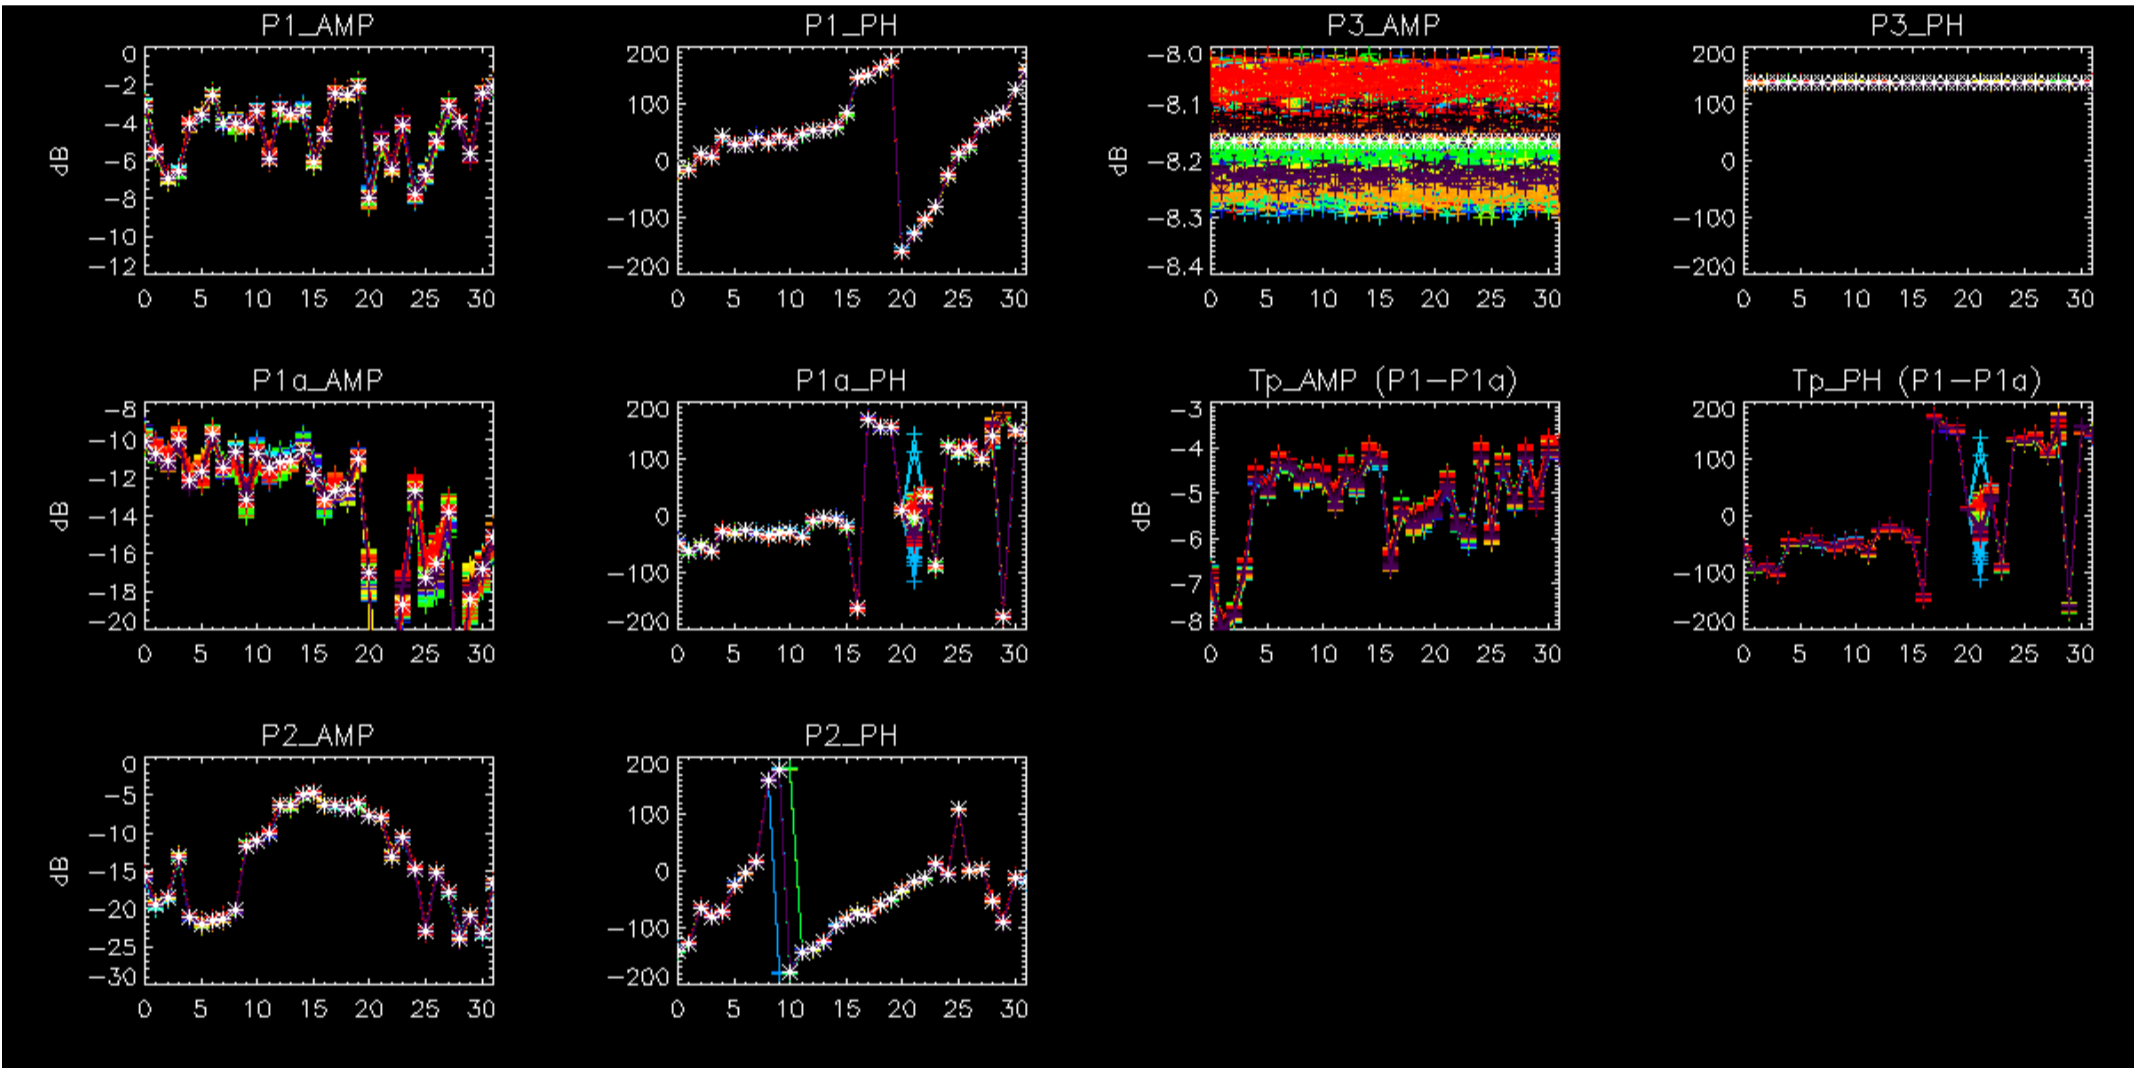 P1_AMP
P1_PH
P3_AMP
P3_PH
dB
0
-2
-4
-6
-8
-10
-12
0 5 10 15 20 25 30
200
100
0
-100
-200
0 5 10 15 20 25 30
dB
-8.0
-8.1
-8.2
-8.3
-8.4
0 5 10 15 20 25 30
200
100
0
-100
-200
0 5 10 15 20 25 30
P1a_AMP
P1a_PH
Tp_AMP (P1-P1a)
Tp_PH (P1-P1a)
dB
-8
-10
-12
-14
-16
-18
-20
0 5 10 15 20 25 30
200
100
0
-100
-200
0 5 10 15 20 25 30
dB
-3
-4
-5
-6
-7
-8
0 5 10 15 20 25 30
200
100
0
-100
-200
0 5 10 15 20 25 30
P2_AMP
P2_PH
dB
0
-5
-10
-15
-20
-25
-30
0 5 10 15 20 25 30
200
100
0
-100
-200
0 5 10 15 20 25 30